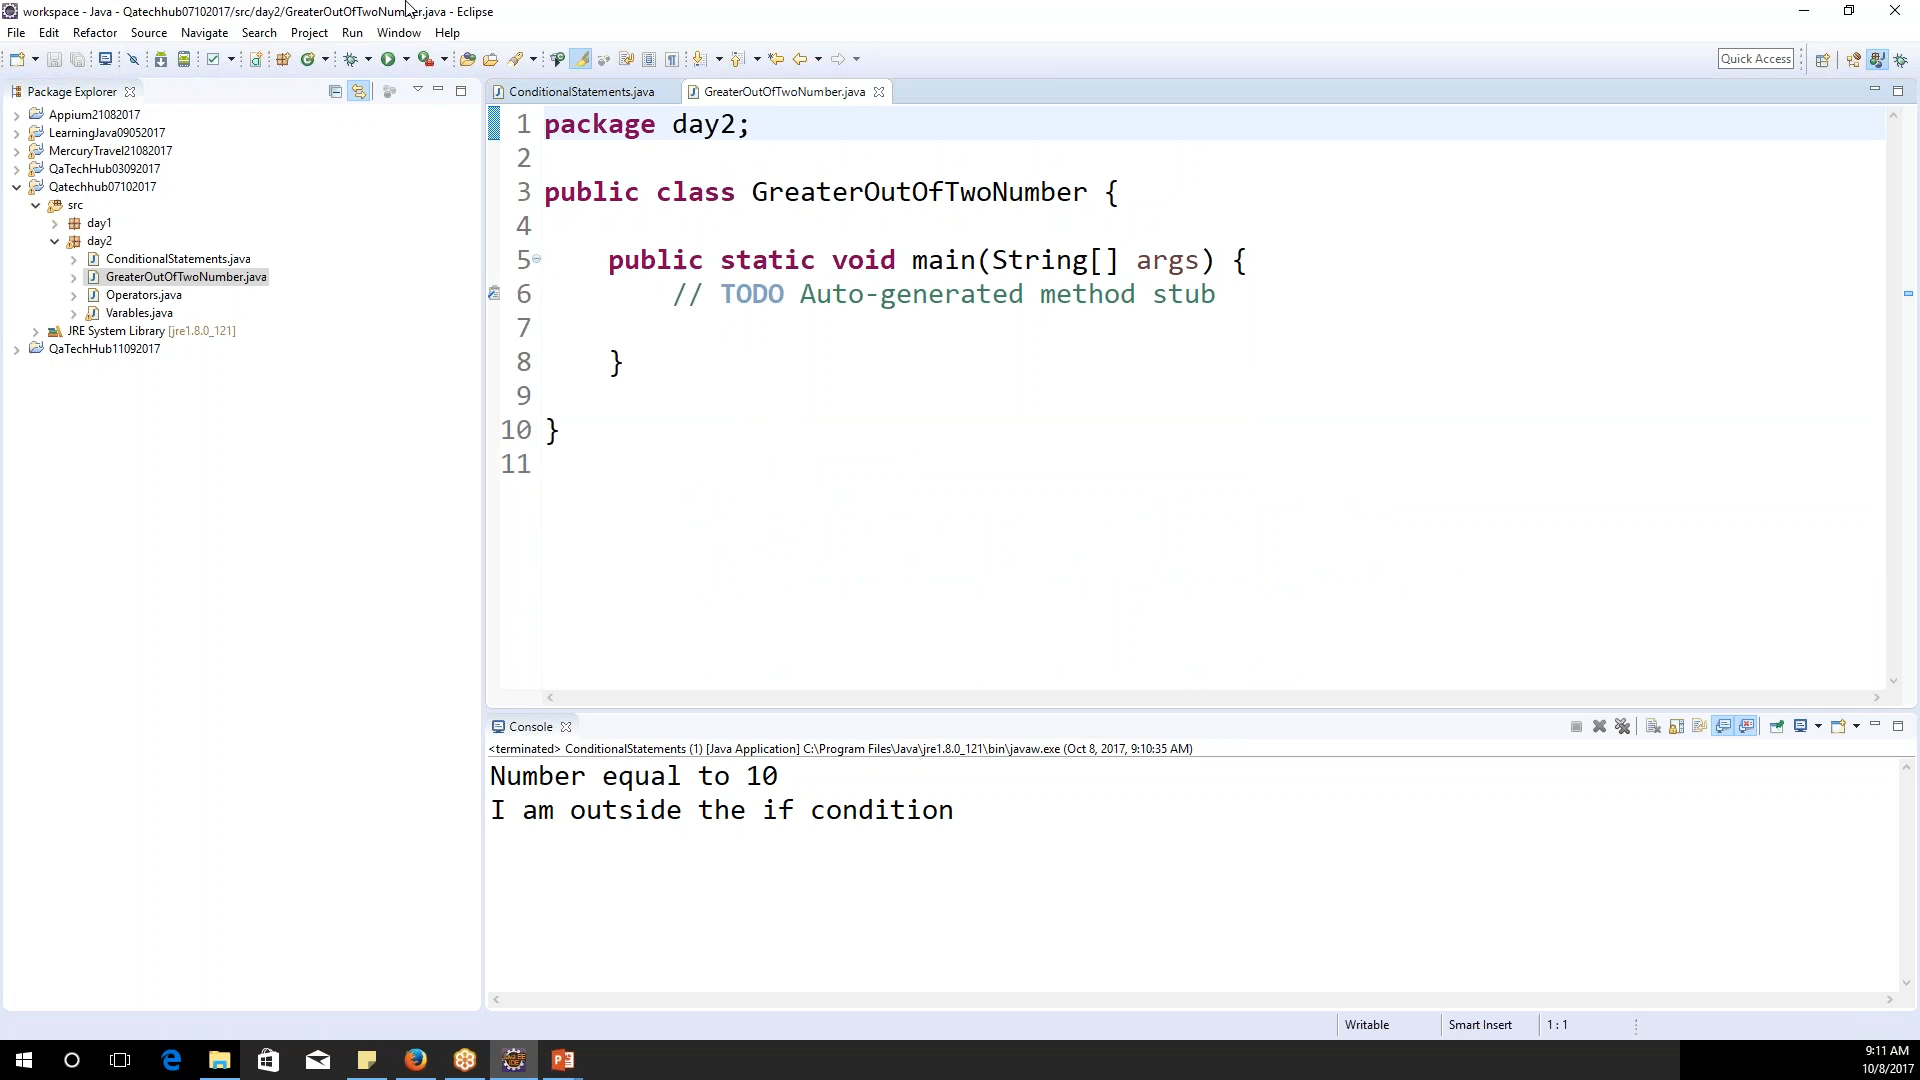 workspace - Java - Qatechhub07102017/src/day2/GreaterOutOfTwoNumber.java - Eclipse
File Edit Refactor Source Navigate Search Project Run Window Help
Quick Access
Package Explorer
Appium21082017
LearningJava09052017
MercuryTravel21082017
QaTechHub03092017
Qatechhub07102017
src
day1
day2
ConditionalStatements.java
GreaterOutOfTwoNumber.java
Operators.java
Varables.java
JRE System Library [jre1.8.0_121]
QaTechHub11092017
ConditionalStatements.java GreaterOutOfTwoNumber.java
1 package day2;
2
3 public class GreaterOutOfTwoNumber {
4
5 public static void main(String[] args) {
6 // TODO Auto-generated method stub
7
8 }
9
10 }
11
Console
<terminated> ConditionalStatements (1) [Java Application] C:\Program Files\Java\jre1.8.0_121\bin\javaw.exe (Oct 8, 2017, 9:10:35 AM)
Number equal to 10
I am outside the if condition
Writable Smart Insert 1 : 1
9:11 AM
10/8/2017